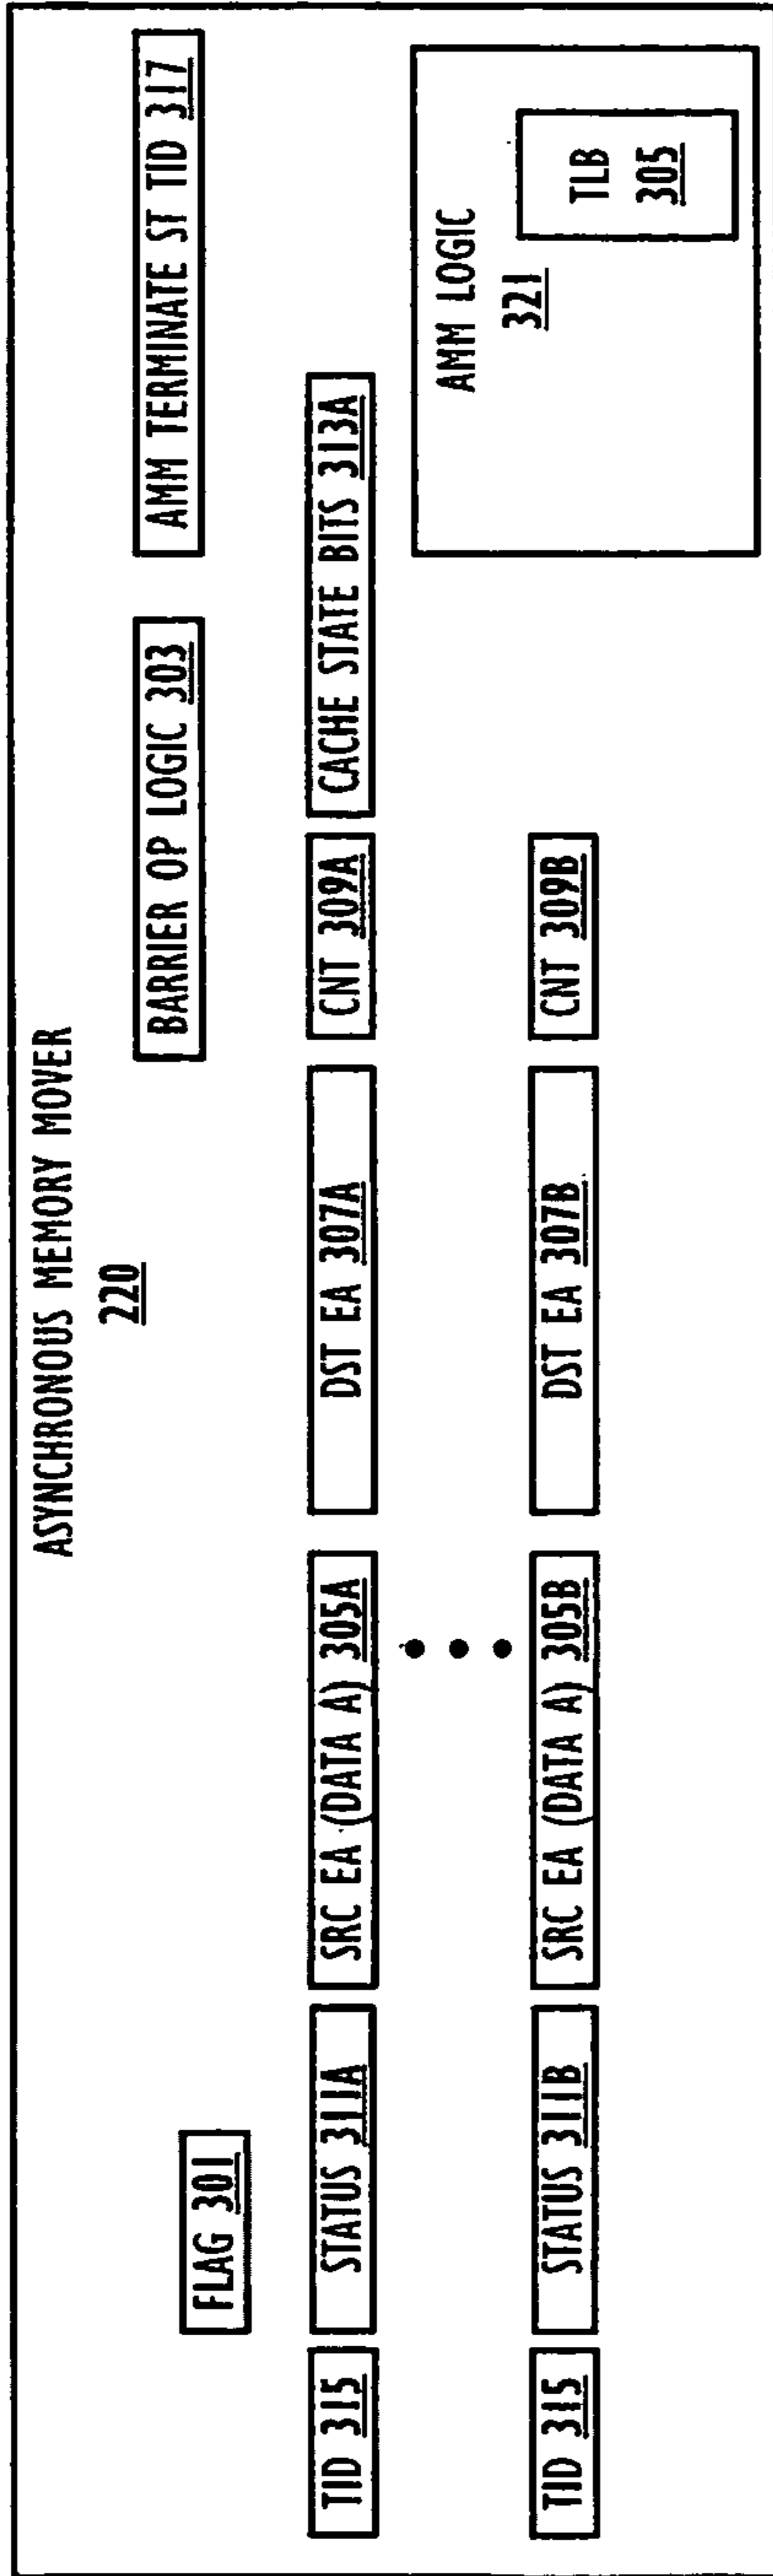 ASYNCHRONOUS MEMORY MOVER
220
BARRIER OP LOGIC 303
AMM TERMINATE ST TID 317
FLAG 301
TID 315
STATUS 311A
SRC EA (DATA A) 305A
DST EA 307A
CNT 309A
CACHE STATE BITS 313A
TID 315
STATUS 311B
SRC EA (DATA A) 305B
DST EA 307B
CNT 309B
AMM LOGIC
321
TLB
305